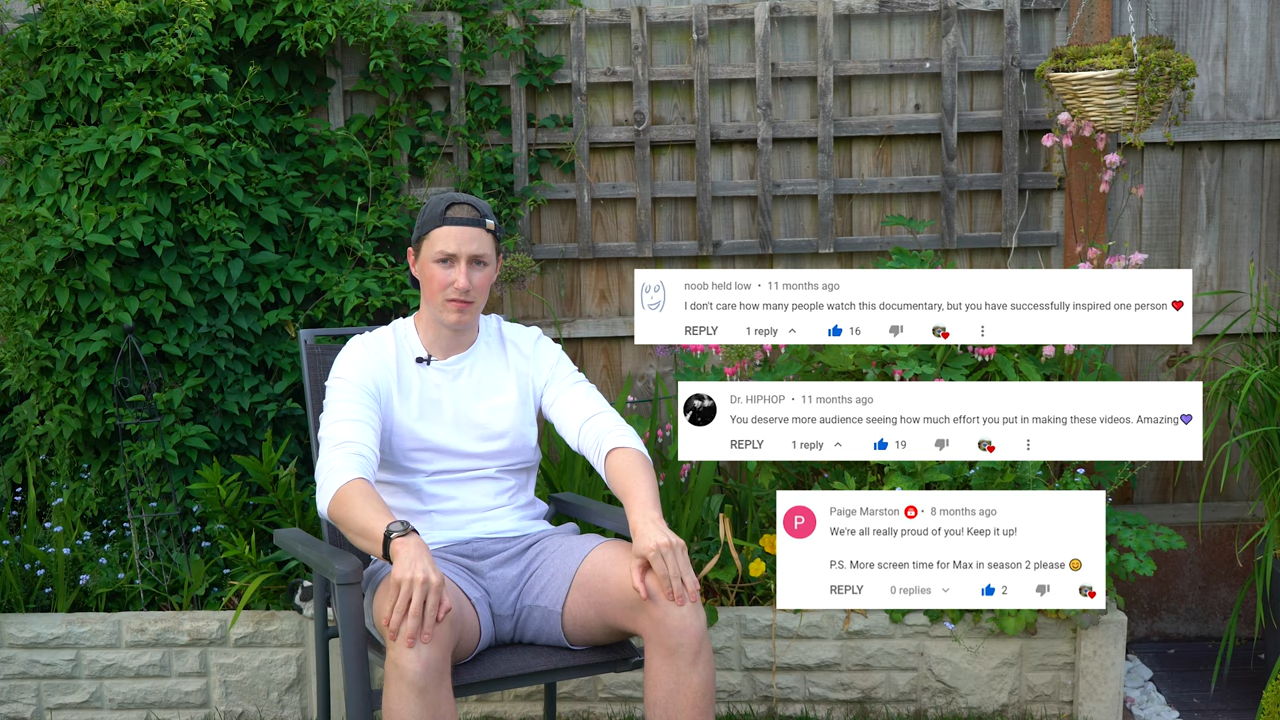 noob held low • 11 months ago
I don't care how many people watch this documentary, but you have successfully inspired one person ❤️
REPLY 1 reply 16
Dr. HIPHOP • 11 months ago
You deserve more audience seeing how much effort you put in making these videos. Amazing💜
REPLY 1 reply 19
P
Paige Marston • 8 months ago
We're all really proud of you! Keep it up!
P.S. More screen time for Max in season 2 please 😊
REPLY 0 replies 2